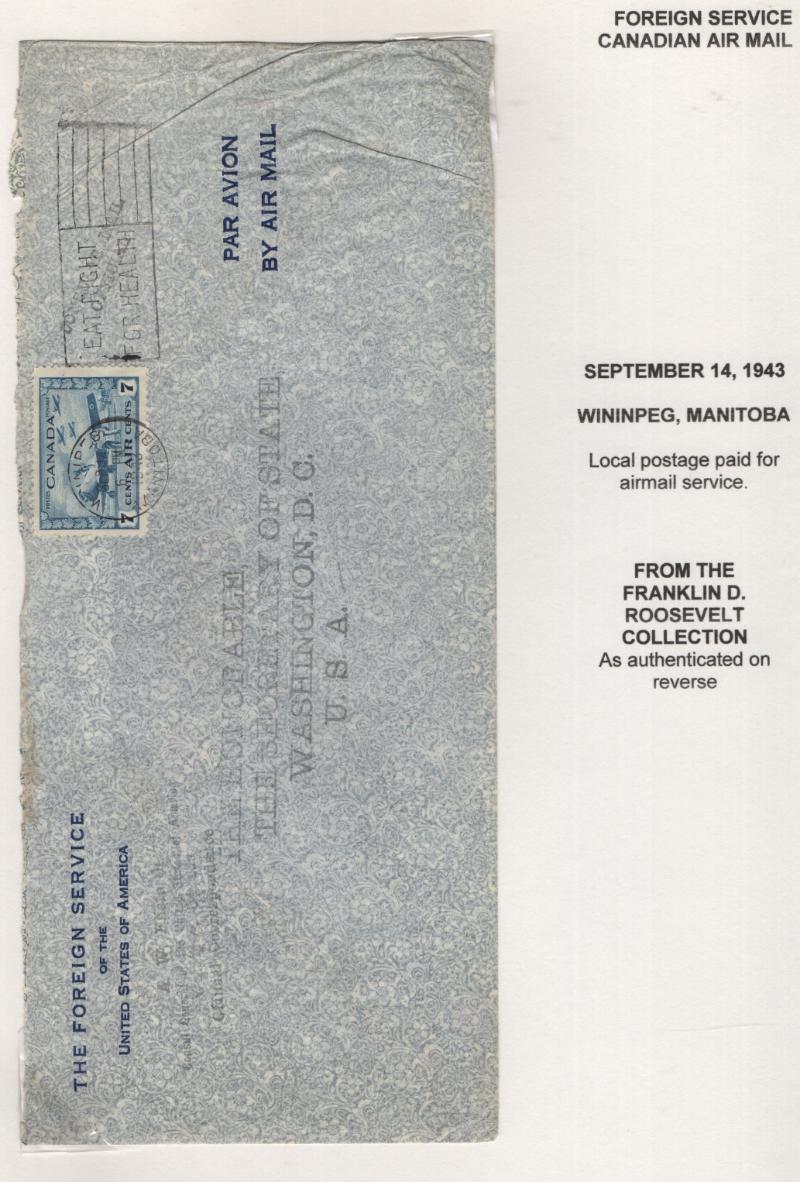 FOREIGN SERVICE
CANADIAN AIR MAIL
SEPTEMBER 14, 1943
WININPEG, MANITOBA
Local postage paid for
airmail service.
FROM THE
FRANKLIN D.
ROOSEVELT
COLLECTION
As authenticated on
reverse
THE FOREIGN SERVICE
OF THE
UNITED STATES OF AMERICA
Official Correspondence
CANADA
7 CENTS AIR CENTS 7
EAT RIGHT
FOR HEALTH
PAR AVION
BY AIR MAIL
THE HONORABLE
THE SECRETARY OF STATE
WASHINGTON, D. C.
U. S. A.